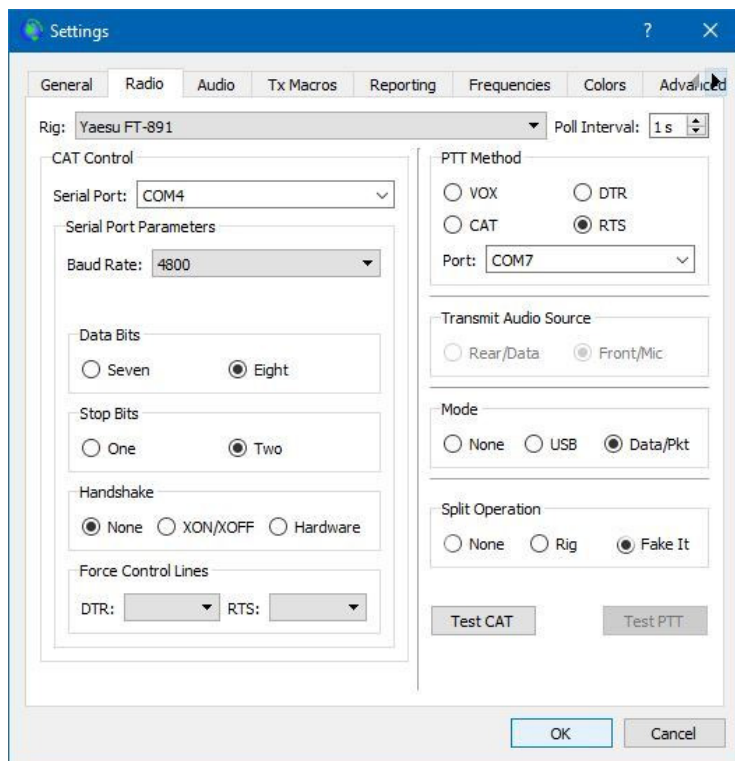 Settings ?
General Radio Audio Tx Macros Reporting Frequencies Colors Advanced
Rig: Yaesu FT-891 Poll Interval: 1 s
CAT Control
Serial Port: COM4
Serial Port Parameters
Baud Rate: 4800
Data Bits
Seven Eight
Stop Bits
One Two
Handshake
None XON/XOFF Hardware
Force Control Lines
DTR: RTS:
PTT Method
VOX DTR
CAT RTS
Port: COM7
Transmit Audio Source
Rear/Data Front/Mic
Mode
None USB Data/Pkt
Split Operation
None Rig Fake It
Test CAT Test PTT
OK Cancel